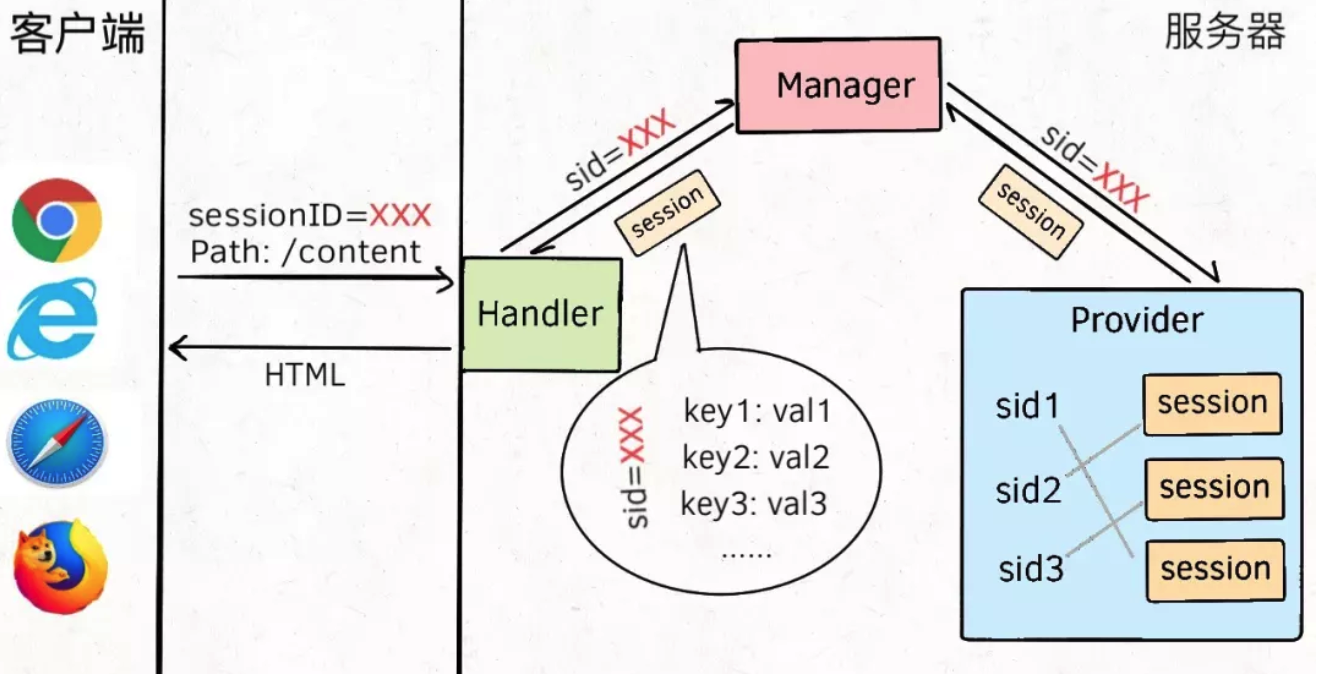 客户端
服务器
Manager
sid=XXX
sid=XXX
session
session
sessionID=XXX
Path: /content
HTML
Handler
sid=XXX
key1: val1
key2: val2
key3: val3
......
Provider
sid1
session
sid2
session
sid3
session